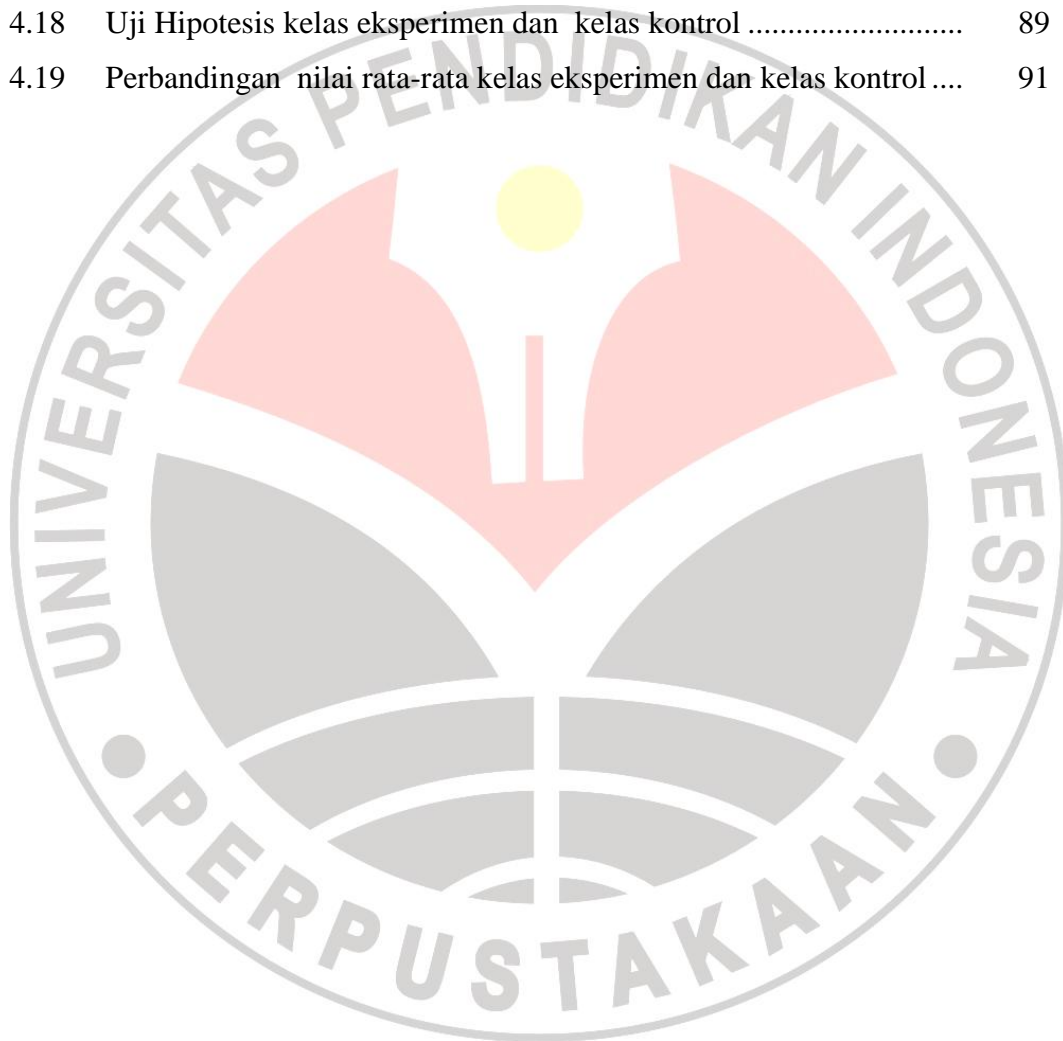 4.18 Uji Hipotesis kelas eksperimen dan kelas kontrol ........................... 89
4.19 Perbandingan nilai rata-rata kelas eksperimen dan kelas kontrol .... 91
UNIVERSITAS PENDIDIKAN INDONESIA
PERPUSTAKAAN